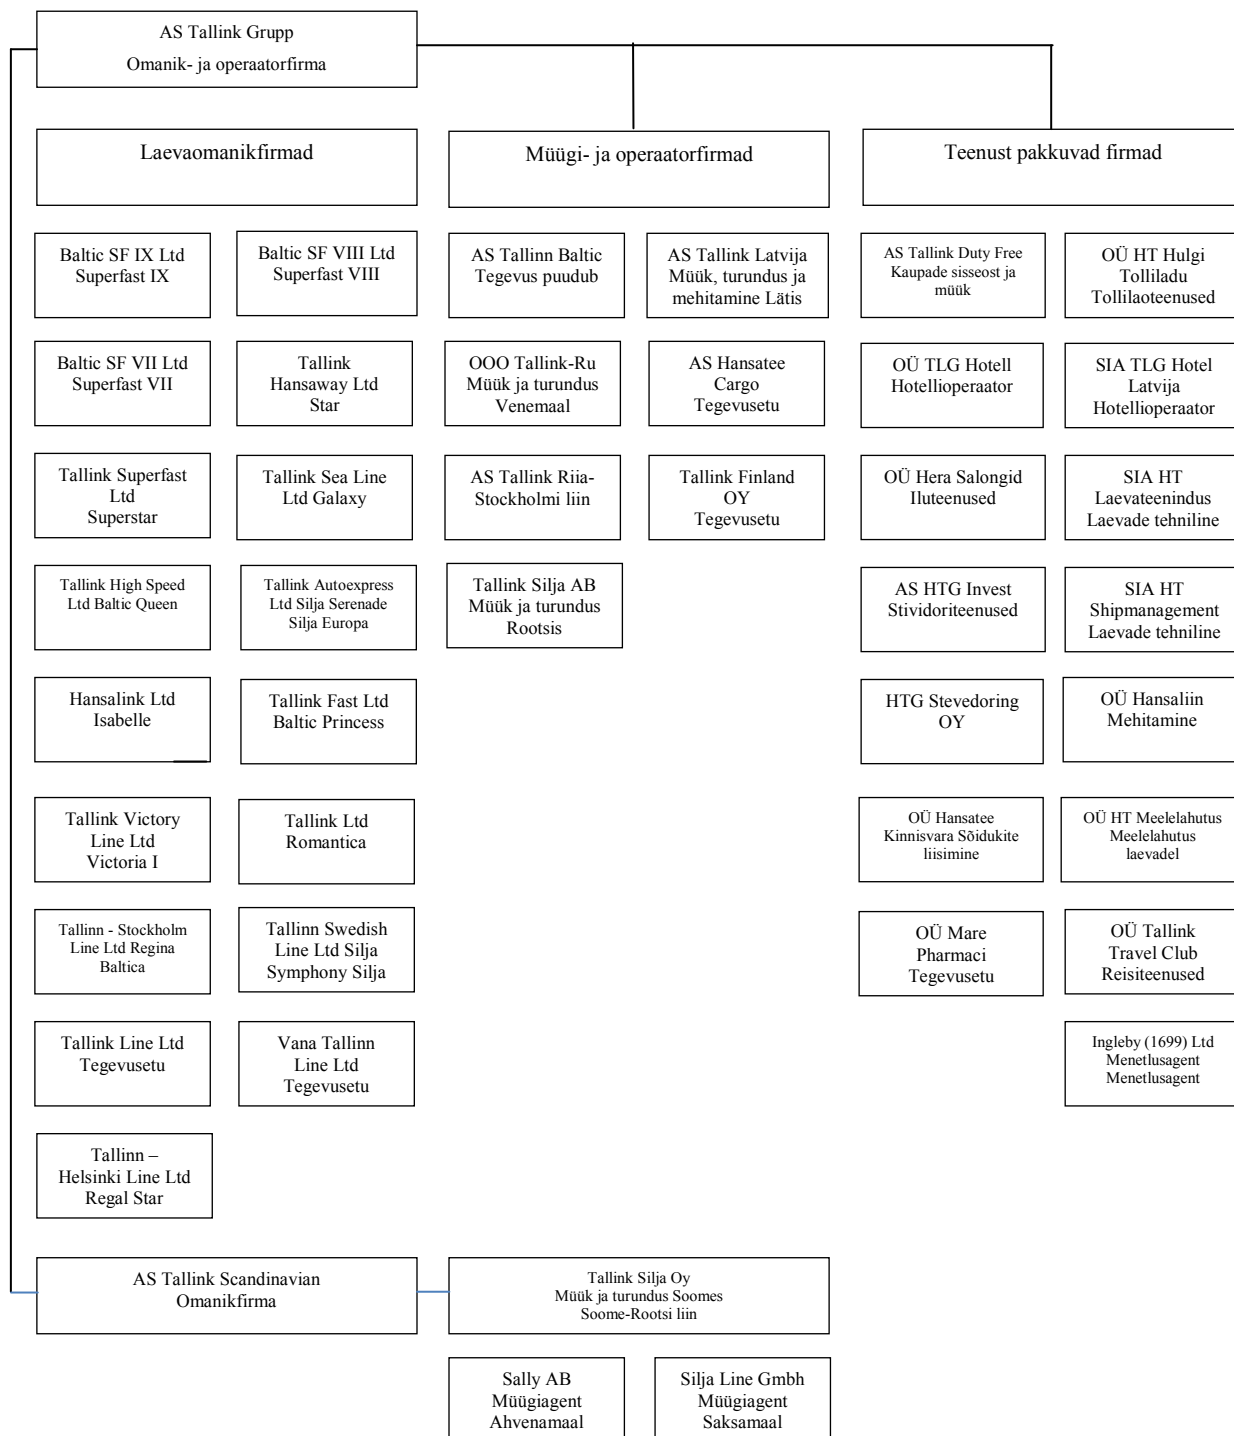 AS Tallink Grupp
Omanik- ja operaatorfirma
Laevaomanikfirmad
Müügi- ja operaatorfirmad
Teenust pakkuvad firmad
Baltic SF IX Ltd
Superfast IX
Baltic SF VIII Ltd
Superfast VIII
AS Tallinn Baltic
Tegevus puudub
AS Tallink Latvija
Müük, turundus ja
mehitamine Lätis
AS Tallink Duty Free
Kaupade sisseost ja
müük
OÜ HT Hulgi
Tolliladu
Tollilaoteenused
Baltic SF VII Ltd
Superfast VII
Tallink
Hansaway Ltd
Star
OOO Tallink-Ru
Müük ja turundus
Venemaal
AS Hansatee
Cargo
Tegevusetu
OÜ TLG Hotell
Hotellioperaator
SIA TLG Hotel
Latvija
Hotellioperaator
Tallink Superfast
Ltd
Superstar
Tallink Sea Line
Ltd Galaxy
AS Tallink Riia-
Stockholmi liin
Tallink Finland
OY
Tegevusetu
OÜ Hera Salongid
Iluteenused
SIA HT
Laevateenindus
Laevade tehniline
Tallink High Speed
Ltd Baltic Queen
Tallink Autoexpress
Ltd Silja Serenade
Silja Europa
Tallink Silja AB
Müük ja turundus
Rootsis
AS HTG Invest
Stividoriteenused
SIA HT
Shipmanagement
Laevade tehniline
Hansalink Ltd
Isabelle
Tallink Fast Ltd
Baltic Princess
HTG Stevedoring
OY
OÜ Hansaliin
Mehitamine
Tallink Victory
Line Ltd
Victoria I
Tallink Ltd
Romantica
OÜ Hansatee
Kinnisvara Sõidukite
liisimine
OÜ HT Meelelahutus
Meelelahutus
laevadel
Tallinn - Stockholm
Line Ltd Regina
Baltica
Tallinn Swedish
Line Ltd Silja
Symphony Silja
OÜ Mare
Pharmaci
Tegevusetu
OÜ Tallink
Travel Club
Reisiteenused
Tallink Line Ltd
Tegevusetu
Vana Tallinn
Line Ltd
Tegevusetu
Ingleby (1699) Ltd
Menetlusagent
Menetlusagent
Tallinn –
Helsinki Line Ltd
Regal Star
AS Tallink Scandinavian
Omanikfirma
Tallink Silja Oy
Müük ja turundus Soomes
Soome-Rootsi liin
Sally AB
Müügiagent
Ahvenamaal
Silja Line Gmbh
Müügiagent
Saksamaal